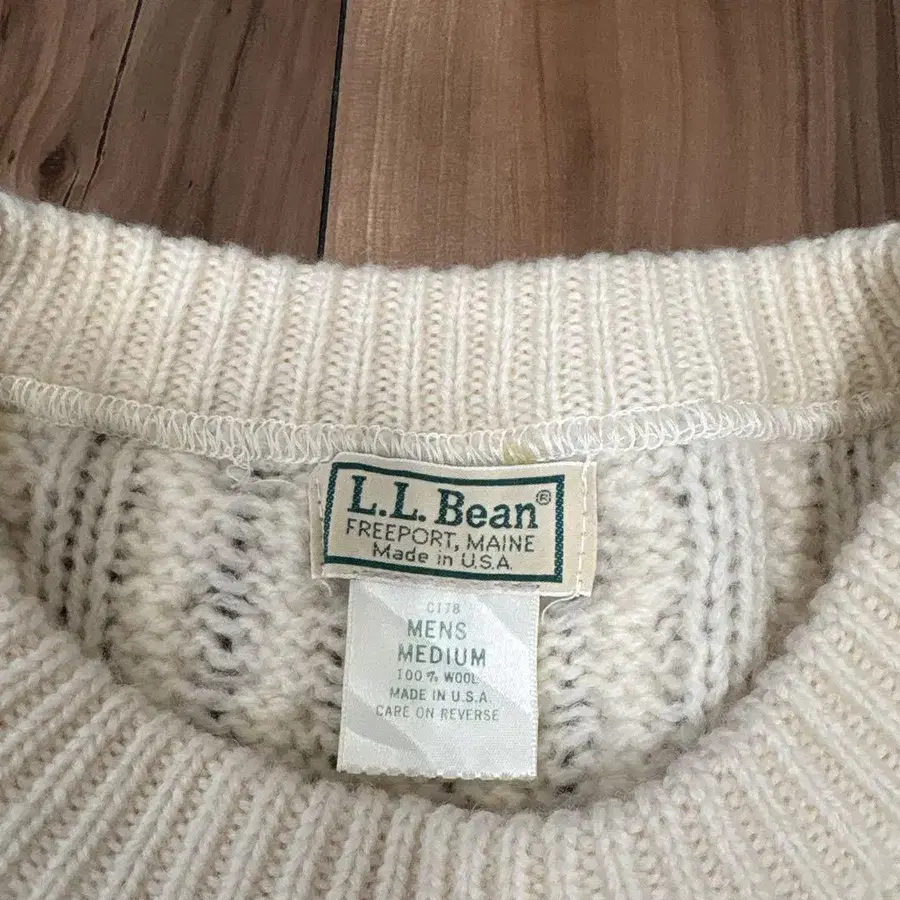 L.L. Bean®
FREEPORT, MAINE
Made in U.S.A.
C178
MENS
MEDIUM
100% WOOL
MADE IN U.S.A
CARE ON REVERSE